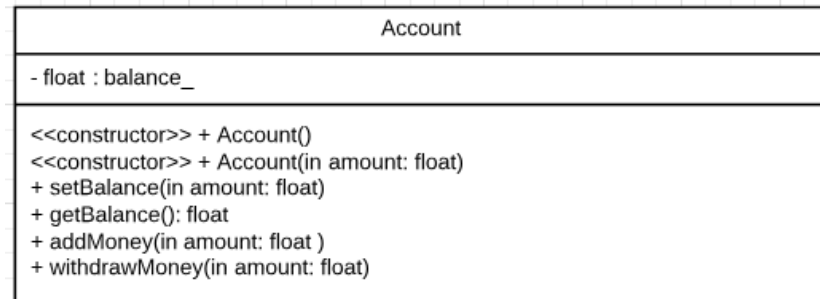 Account
- float : balance_
<<constructor>> + Account()
<<constructor>> + Account(in amount: float)
+ setBalance(in amount: float)
+ getBalance(): float
+ addMoney(in amount: float )
+ withdrawMoney(in amount: float)